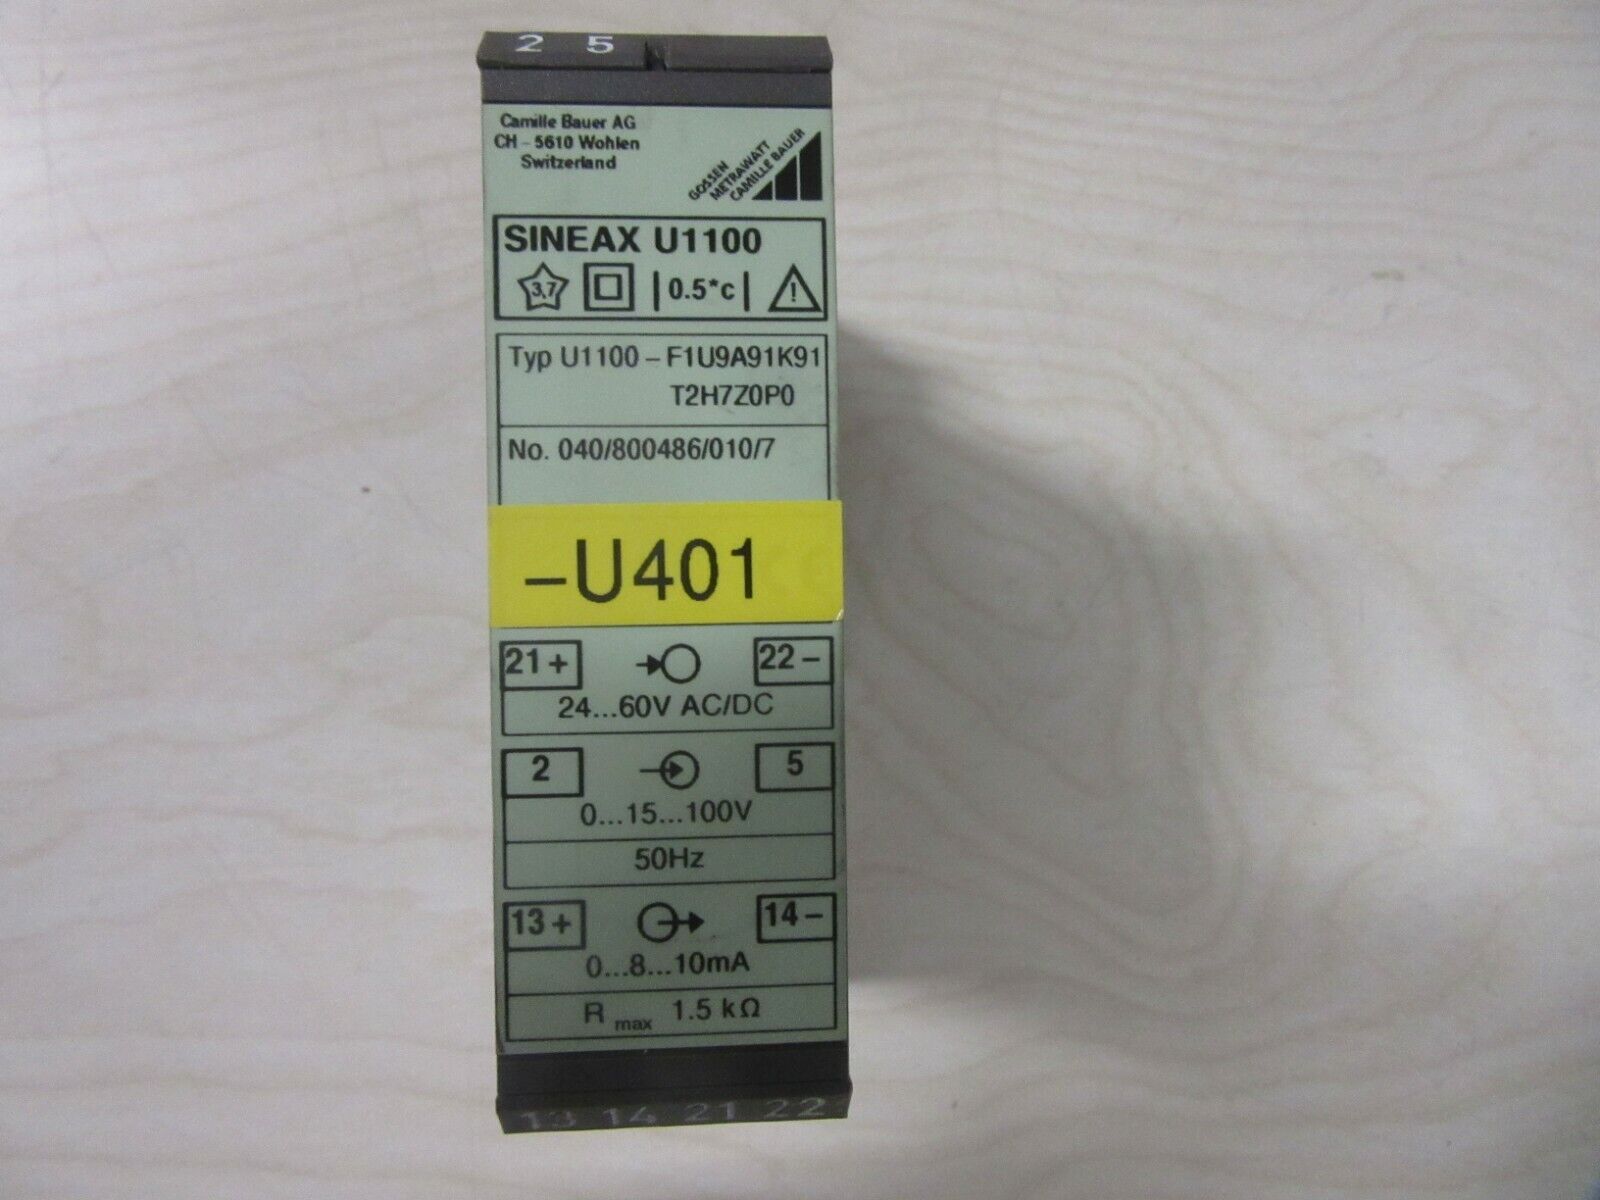 2 5
Camille Bauer AG
CH - 5610 Wohlen
Switzerland
GOSSEN
METRAWATT
CAMILLE BAUER
SINEAX U1100
3,7 |0.5*c| !
Typ U1100 - F1U9A91K91
T2H7Z0P0
No. 040/800486/010/7
-U401
21+ 22-
24...60V AC/DC
2 5
0...15...100V
50Hz
13+ 14-
0...8...10mA
R max 1.5 kΩ
13 14 21 22